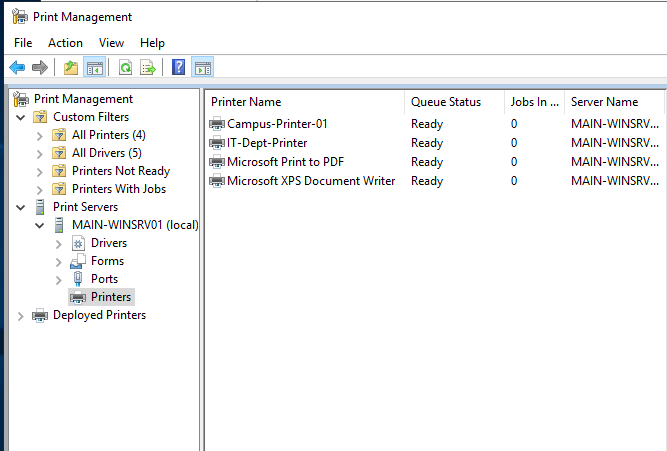 Print Management
File Action View Help
Print Management
Custom Filters
All Printers (4)
All Drivers (5)
Printers Not Ready
Printers With Jobs
Print Servers
MAIN-WINSRV01 (local)
Drivers
Forms
Ports
Printers
Deployed Printers
Printer Name Queue Status Jobs In ... Server Name
Campus-Printer-01 Ready 0 MAIN-WINSRV...
IT-Dept-Printer Ready 0 MAIN-WINSRV...
Microsoft Print to PDF Ready 0 MAIN-WINSRV...
Microsoft XPS Document Writer Ready 0 MAIN-WINSRV...